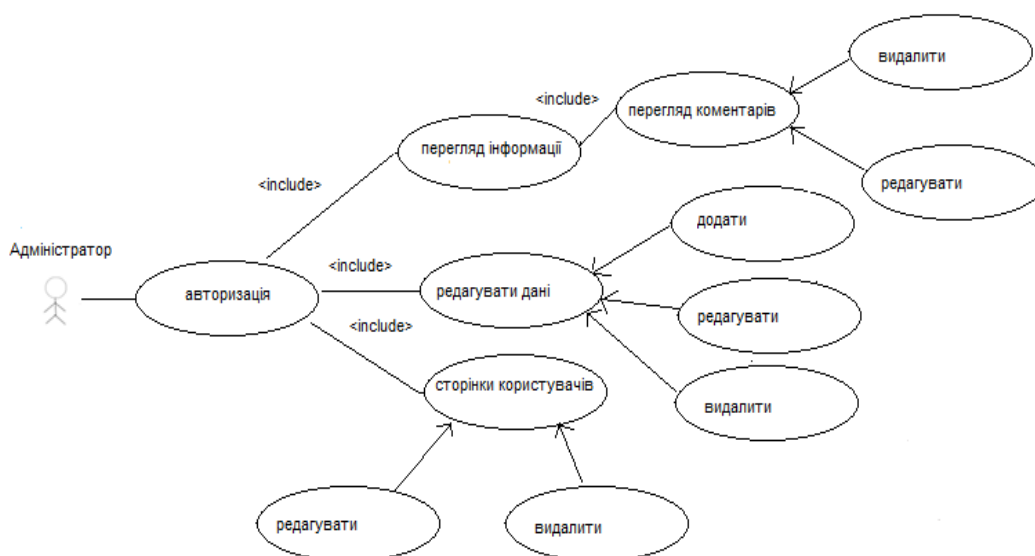 видалити
<include>
перегляд коментарів
перегляд інформації
<include>
редагувати
додати
Адміністратор
<include>
авторизація
редагувати дані
редагувати
<include>
сторінки користувачів
видалити
редагувати
видалити